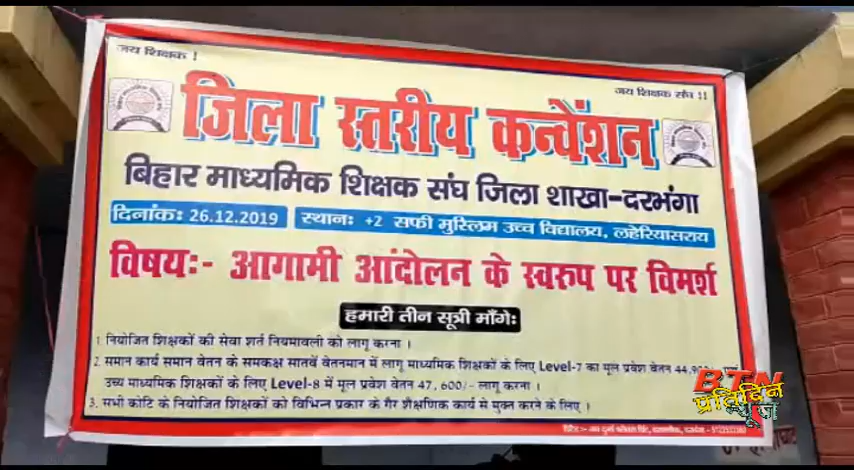 जय शिक्षक !
जय शिक्षक संघ !!
जिला स्तरीय कन्वेंशन
बिहार माध्यमिक शिक्षक संघ जिला शाखा-दरभंगा
दिनांकः 26.12.2019 स्थानः +2 सफी मुस्लिम उच्च विद्यालय, लहेरियासराय
विषयः- आगामी आंदोलन के स्वरुप पर विमर्श
हमारी तीन सूत्री माँगेः
1. नियोजित शिक्षकों की सेवा शर्त नियमावली को लागू करना ।
2. समान कार्य समान वेतन के समकक्ष सातवें वेतनमान में लागू माध्यमिक शिक्षकों के लिए Level-7 का मूल प्रवेश वेतन
उच्च माध्यमिक शिक्षकों के लिए Level-8 में मूल प्रवेश वेतन 47,600/- लागू करना ।
3. सभी कोटि के नियोजित शिक्षकों को विभिन्न प्रकार के गैर शैक्षणिक कार्य से मुक्त करने के लिए ।
BTN
प्रतिदिन
न्यूज